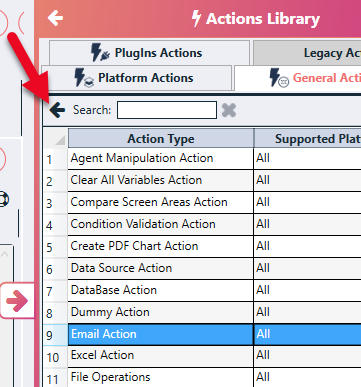 Actions Library
PlugIns Actions
Legacy Ac
Platform Actions
General Acti
Search:
Action Type Supported Plat
1 Agent Manipulation Action All
2 Clear All Variables Action All
3 Compare Screen Areas Action All
4 Condition Validation Action All
5 Create PDF Chart Action All
6 Data Source Action All
7 DataBase Action All
8 Dummy Action All
9 Email Action All
10 Excel Action All
11 File Operations All